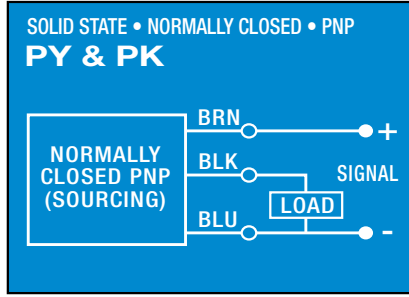 SOLID STATE • NORMALLY CLOSED • PNP
PY & PK
BRN
+
NORMALLY
CLOSED PNP
(SOURCING)
BLK
SIGNAL
LOAD
BLU
-